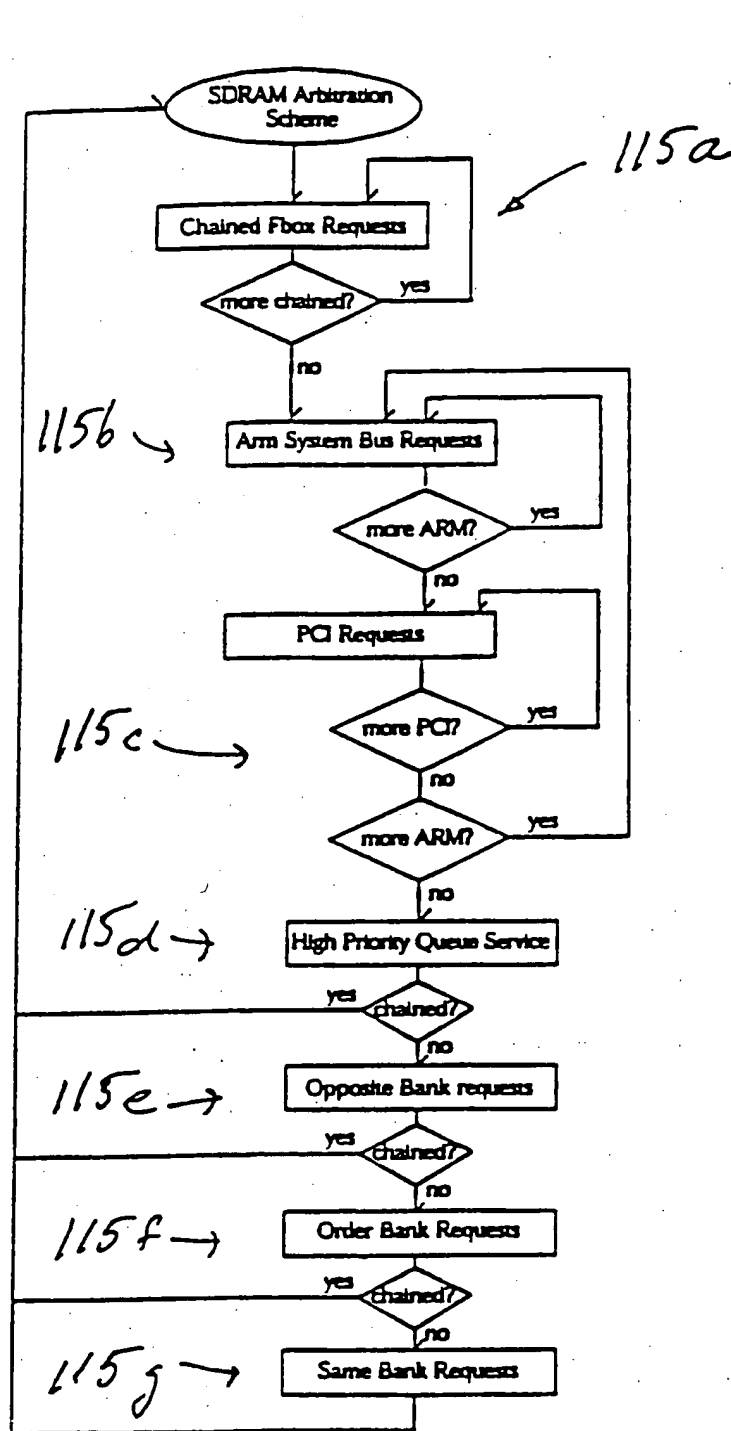 SDRAM Arbitration
Scheme
115a
Chained Fbox Requests
more chained?
yes
no
115b
Arm System Bus Requests
more ARM?
yes
no
PCI Requests
115c
more PCI?
yes
no
more ARM?
yes
no
115d
High Priority Queue Service
yes
chained?
no
115e
Opposite Bank requests
yes
chained?
no
115f
Order Bank Requests
yes
chained?
no
115g
Same Bank Requests